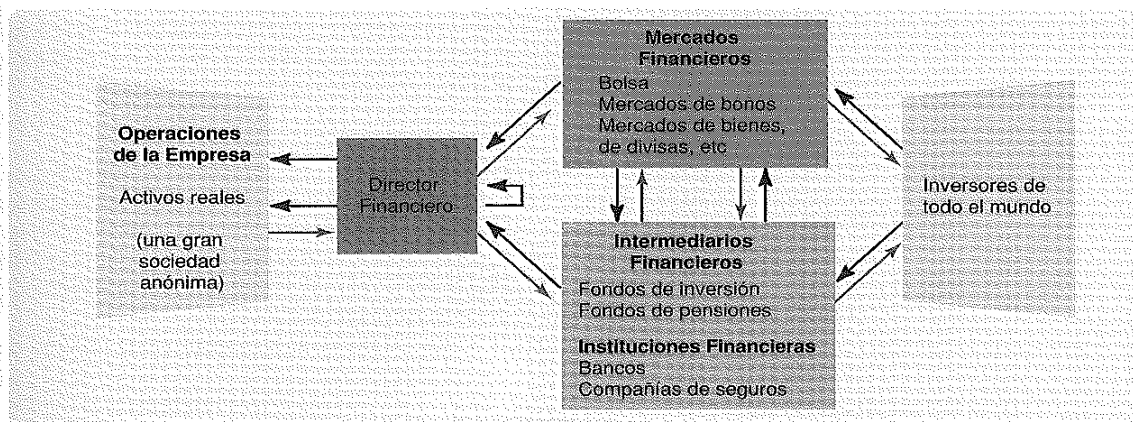 Operaciones
de la Empresa
Activos reales
(una gran
sociedad
anónima)
Director
Financiero
Mercados
Financieros
Bolsa
Mercados de bonos
Mercados de bienes,
de divisas, etc
Intermediarios
Financieros
Fondos de inversión
Fondos de pensiones
Instituciones Financieras
Bancos
Compañías de seguros
Inversores de
todo el mundo